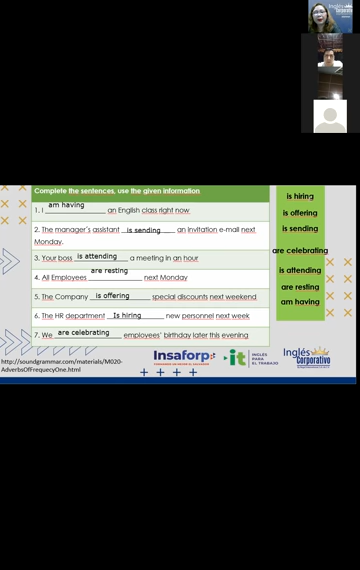 Inglés
Corporativo
Complete the sentences, use the given information
1. I am having an English class right now
2. The manager's assistant is sending an invitation e-mail next
Monday.
3. Your boss is attending a meeting in an hour
4. All Employees are resting next Monday
5. The Company is offering special discounts next weekend
6. The HR department Is hiring new personnel next week
7. We are celebrating employees' birthday later this evening
is hiring
is offering
is sending
are celebrating
is attending
are resting
am having
http://soundgrammar.com/materials/M020-
AdverbsOfFrequecyOne.html
Insaforp
it
INGLÉS
PARA
EL TRABAJO
Inglés
Corporativo